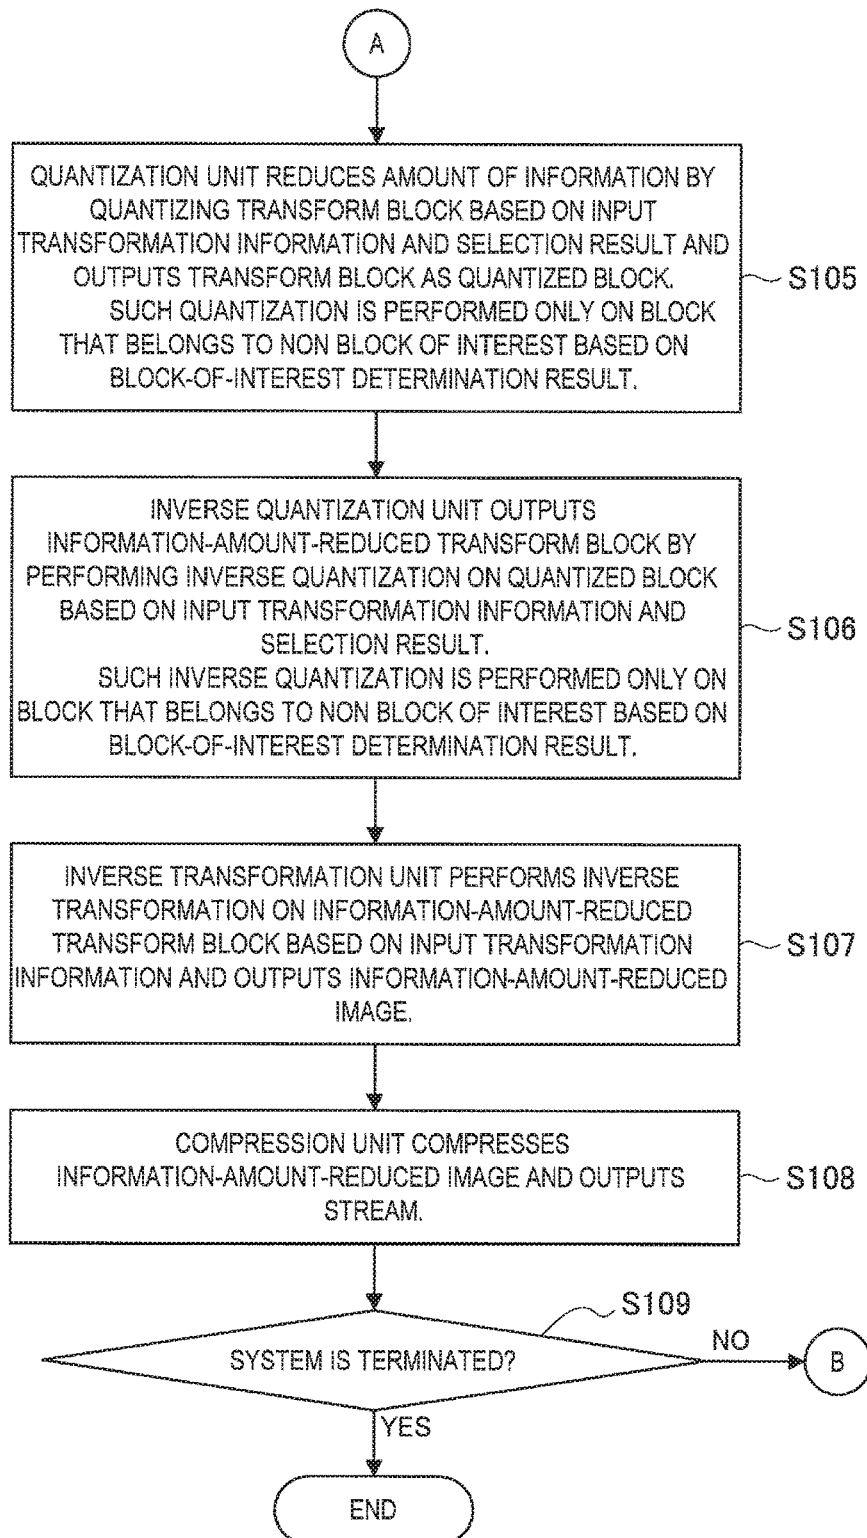 A
QUANTIZATION UNIT REDUCES AMOUNT OF INFORMATION BY
QUANTIZING TRANSFORM BLOCK BASED ON INPUT
TRANSFORMATION INFORMATION AND SELECTION RESULT AND
OUTPUTS TRANSFORM BLOCK AS QUANTIZED BLOCK.
SUCH QUANTIZATION IS PERFORMED ONLY ON BLOCK
THAT BELONGS TO NON BLOCK OF INTEREST BASED ON
BLOCK-OF-INTEREST DETERMINATION RESULT.
S105
INVERSE QUANTIZATION UNIT OUTPUTS
INFORMATION-AMOUNT-REDUCED TRANSFORM BLOCK BY
PERFORMING INVERSE QUANTIZATION ON QUANTIZED BLOCK
BASED ON INPUT TRANSFORMATION INFORMATION AND
SELECTION RESULT.
SUCH INVERSE QUANTIZATION IS PERFORMED ONLY ON
BLOCK THAT BELONGS TO NON BLOCK OF INTEREST BASED ON
BLOCK-OF-INTEREST DETERMINATION RESULT.
S106
INVERSE TRANSFORMATION UNIT PERFORMS INVERSE
TRANSFORMATION ON INFORMATION-AMOUNT-REDUCED
TRANSFORM BLOCK BASED ON INPUT TRANSFORMATION
INFORMATION AND OUTPUTS INFORMATION-AMOUNT-REDUCED
IMAGE.
S107
COMPRESSION UNIT COMPRESSES
INFORMATION-AMOUNT-REDUCED IMAGE AND OUTPUTS
STREAM.
S108
S109
SYSTEM IS TERMINATED?
NO
B
YES
END